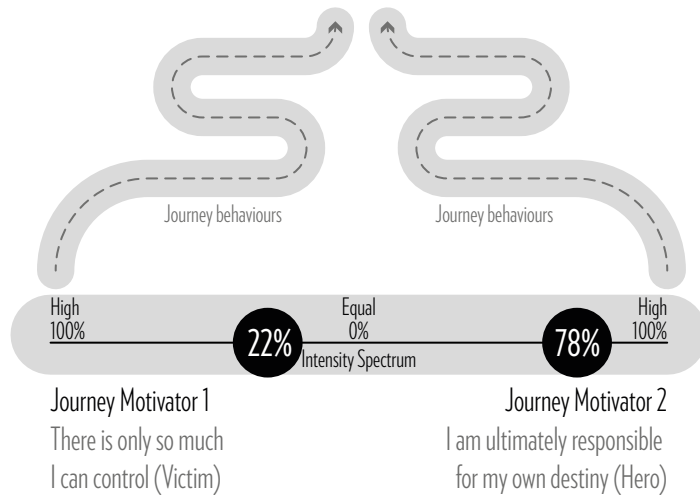 Journey behaviours
Journey behaviours
High
100%
Equal
0%
High
100%
22%
78%
Intensity Spectrum
Journey Motivator 1
There is only so much
I can control (Victim)
Journey Motivator 2
I am ultimately responsible
for my own destiny (Hero)